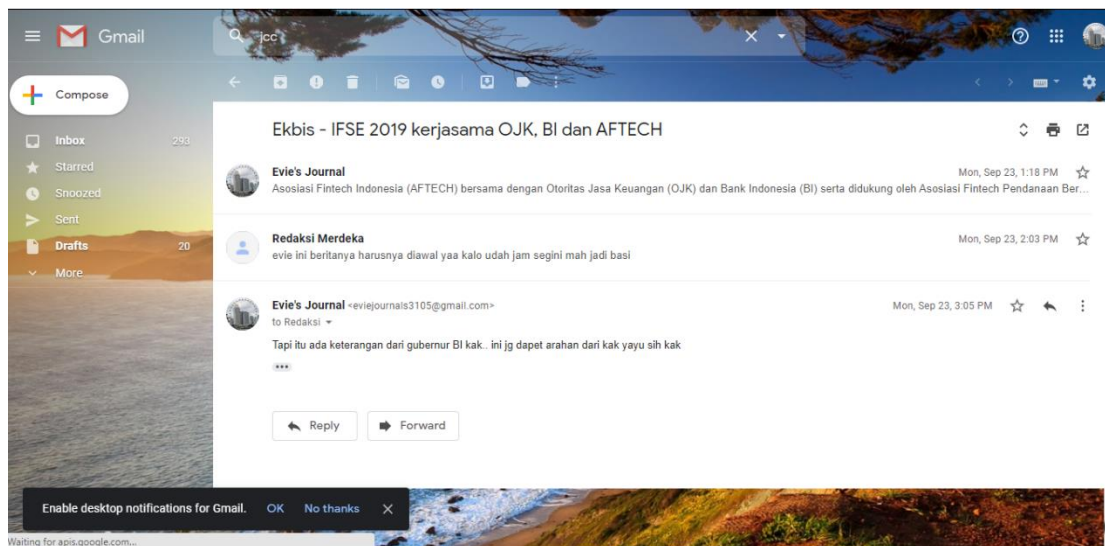 Gmail
jcc
Compose
Inbox 293
Starred
Snoozed
Sent
Drafts 20
More
Ekbis - IFSE 2019 kerjasama OJK, BI dan AFTECH
Evie's Journal Mon, Sep 23, 1:18 PM
Asosiasi Fintech Indonesia (AFTECH) bersama dengan Otoritas Jasa Keuangan (OJK) dan Bank Indonesia (BI) serta didukung oleh Asosiasi Fintech Pendanaan Ber...
Redaksi Merdeka Mon, Sep 23, 2:03 PM
evie ini beritanya harusnya diawal yaa kalo udah jam segini mah jadi basi
Evie's Journal <eviejournals3105@gmail.com> Mon, Sep 23, 3:05 PM
to Redaksi
Tapi itu ada keterangan dari gubernur BI kak.. ini jg dapet arahan dari kak yayu sih kak
Reply Forward
Enable desktop notifications for Gmail. OK No thanks
Waiting for apis.google.com...